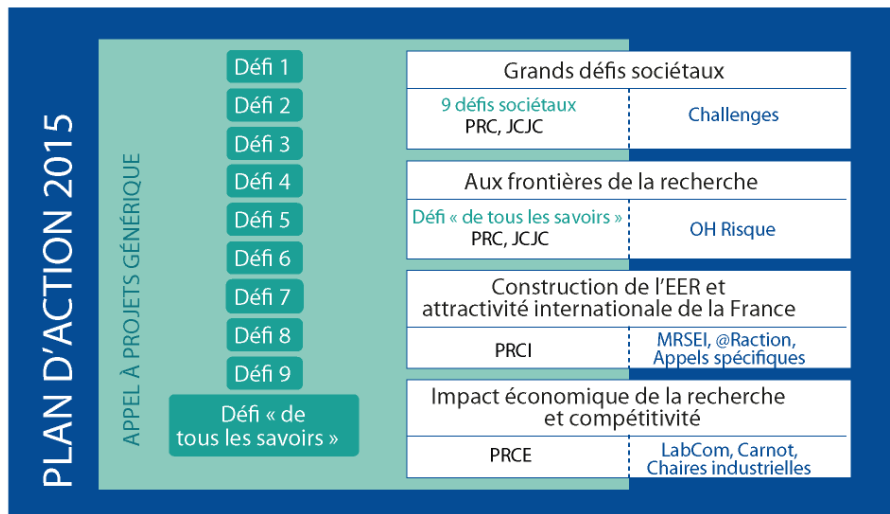 PLAN D'ACTION 2015
APPEL À PROJETS GÉNÉRIQUE
Défi 1
Défi 2
Défi 3
Défi 4
Défi 5
Défi 6
Défi 7
Défi 8
Défi 9
Défi « de
tous les savoirs »
Grands défis sociétaux
9 défis sociétaux
PRC, JCJC
Challenges
Aux frontières de la recherche
Défi « de tous les savoirs »
PRC, JCJC
OH Risque
Construction de l'EER et
attractivité internationale de la France
PRCI
MRSEI, @Raction,
Appels spécifiques
Impact économique de la recherche
et compétitivité
PRCE
LabCom, Carnot,
Chaires industrielles